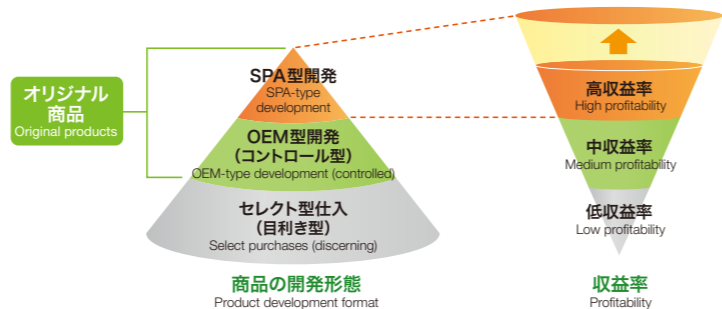 オリジナル
商品
Original products
SPA型開発
SPA-type
development
OEM型開発
(コントロール型)
OEM-type development (controlled)
セレクト型仕入
(目利き型)
Select purchases (discerning)
商品の開発形態
Product development format
高収益率
High profitability
中収益率
Medium profitability
低収益率
Low profitability
収益率
Profitability